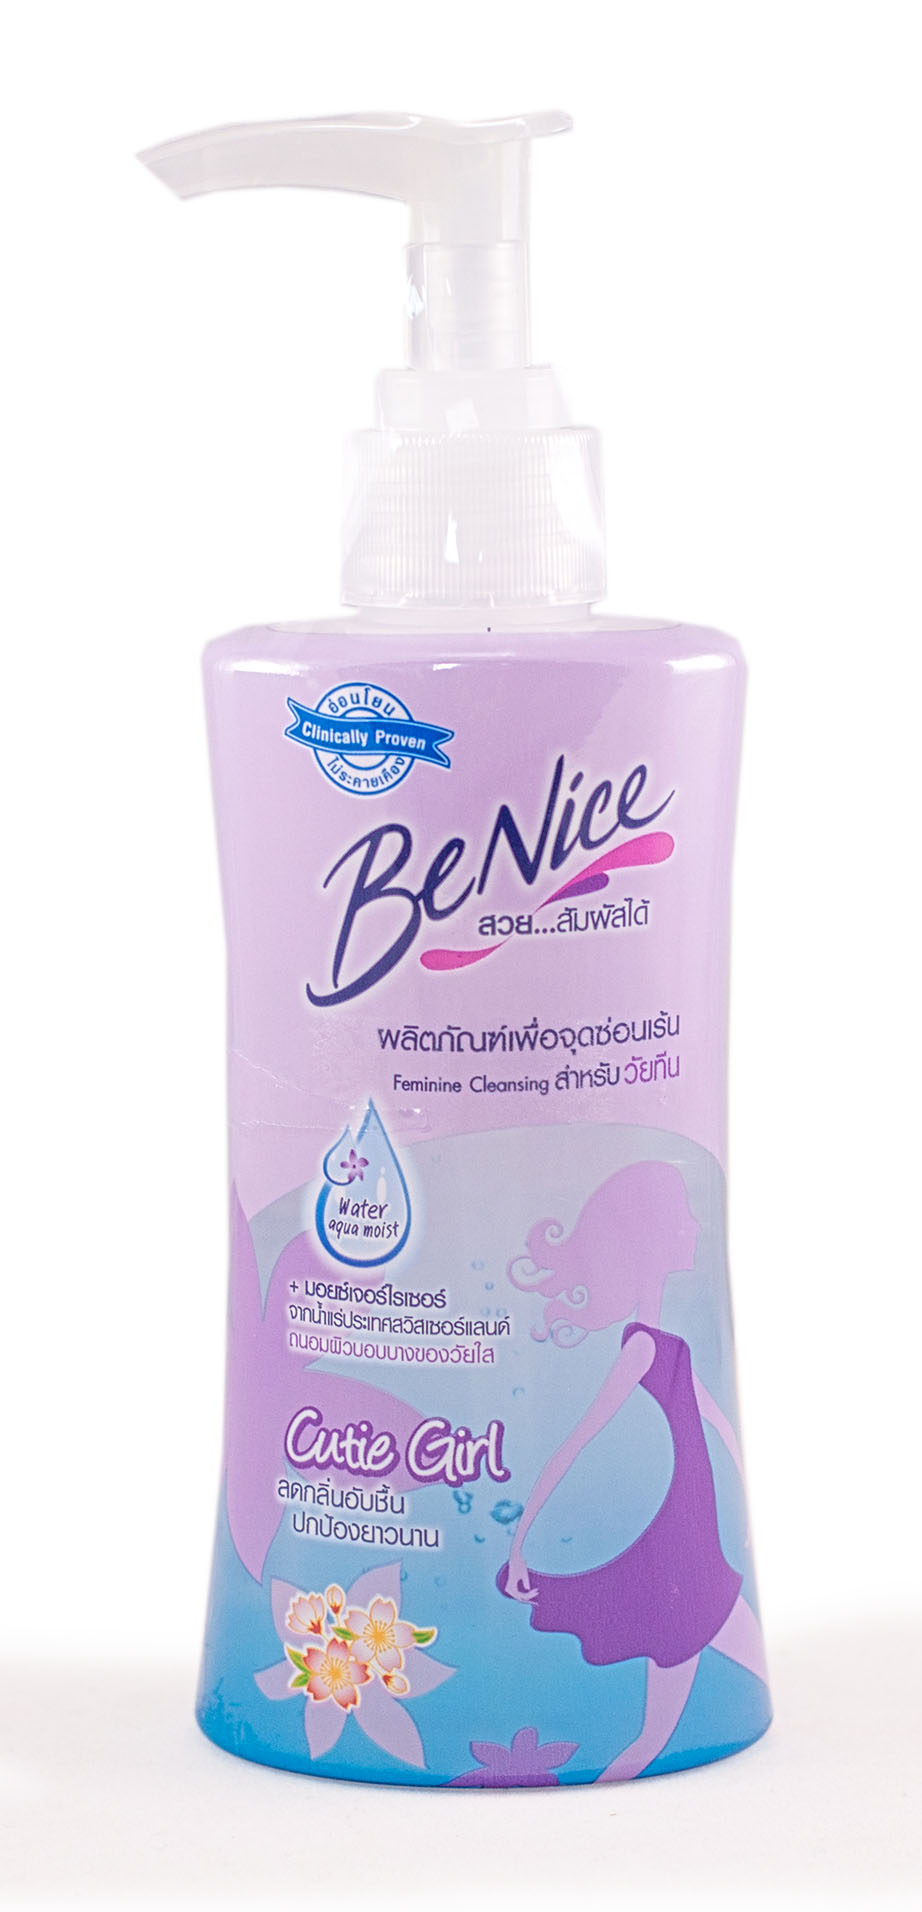 อ่อนโยน
Clinically Proven
ไม่ระคายเคือง
BeNice
สวย...สัมผัสได้
ผลิตภัณฑ์เพื่อจุดซ่อนเร้น
Feminine Cleansing สำหรับ วัยทีน
Water
aqua moist
+ มอยซ์เจอร์ไรเซอร์
จากน้ำแร่ประเทศสวิสเซอร์แลนด์
ถนอมผิวบอบบางของวัยใส
Cutie Girl
ลดกลิ่นอับชื้น
ปกป้องยาวนาน